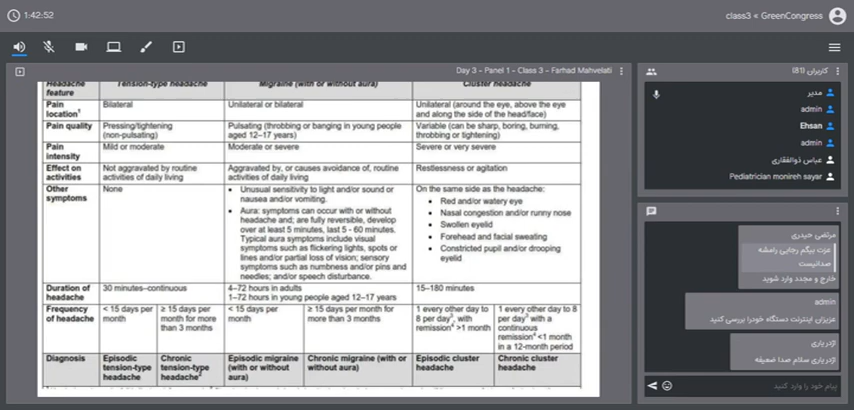 1:42:52
class3 < GreenCongress
Day 3 - Panel 1 - Class 3 - Farhad Mahvelati
Headache feature
Tension-type headache
Migraine (with or without aura)
Cluster headache
Pain location1
Bilateral
Unilateral or bilateral
Unilateral (around the eye, above the eye
and along the side of the head/face)
Pain quality
Pressing/tightening
(non-pulsating)
Pulsating (throbbing or banging in young people
aged 12–17 years)
Variable (can be sharp, boring, burning,
throbbing or tightening)
Pain intensity
Mild or moderate
Moderate or severe
Severe or very severe
Effect on activities
Not aggravated by routine
activities of daily living
Aggravated by, or causes avoidance of, routine
activities of daily living
Restlessness or agitation
Other symptoms
None
• Unusual sensitivity to light and/or sound or
nausea and/or vomiting.
• Aura: symptoms can occur with or without
headache and; are fully reversible, develop
over at least 5 minutes, last 5 - 60 minutes.
Typical aura symptoms include visual
symptoms such as flickering lights, spots or
lines and/or partial loss of vision; sensory
symptoms such as numbness and/or pins and
needles; and/or speech disturbance.
On the same side as the headache:
• Red and/or watery eye
• Nasal congestion and/or runny nose
• Swollen eyelid
• Forehead and facial sweating
• Constricted pupil and/or drooping
eyelid
Duration of headache
30 minutes–continuous
4–72 hours in adults
1–72 hours in young people aged 12–17 years
15–180 minutes
Frequency of headache
< 15 days per
month
≥ 15 days per
month for more
than 3 months
< 15 days per
month
≥ 15 days per month for
more than 3 months
1 every other day to
8 per day3, with
remission4 >1 month
1 every other day to 8
per day3 with a
continuous
remission4 <1 month
in a 12-month period
Diagnosis
Episodic
tension-type
headache
Chronic
tension-type
headache2
Episodic migraine
(with or without
aura)
Chronic migraine (with or
without aura)
Episodic cluster
headache
Chronic cluster
headache
کاربران (81)
مدیر
admin
Ehsan
admin
عباس ذوالفقاری
Pediatrician monireh sayar
مرتضی حیدری
عزت بیگم رجایی رامشه
صدانیست
خارج و مجدد وارد شوید
admin
عزیزان اینترنت دستگاه خودرا بررسی کنید
اژدریاری
اژدریاری سلام صدا ضعیفه
پیام خود را وارد کنید